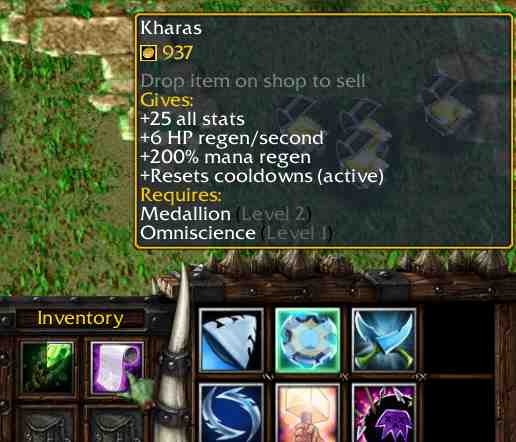 Kharas
937
Drop item on shop to sell
Gives:
+25 all stats
+6 HP regen/second
+200% mana regen
+Resets cooldowns (active)
Requires:
Medallion (Level 2)
Omniscience (Level 1)
Inventory